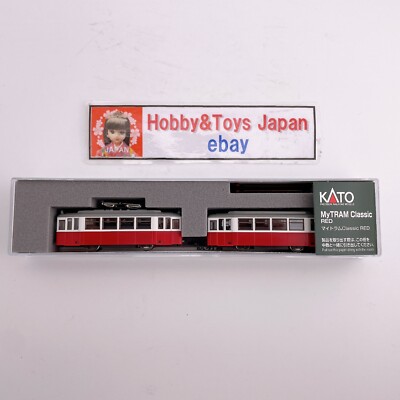 Hobby&Toys Japan
ebay
JAPAN
KATO
MyTRAM Classic
RED
マイトラムClassic RED